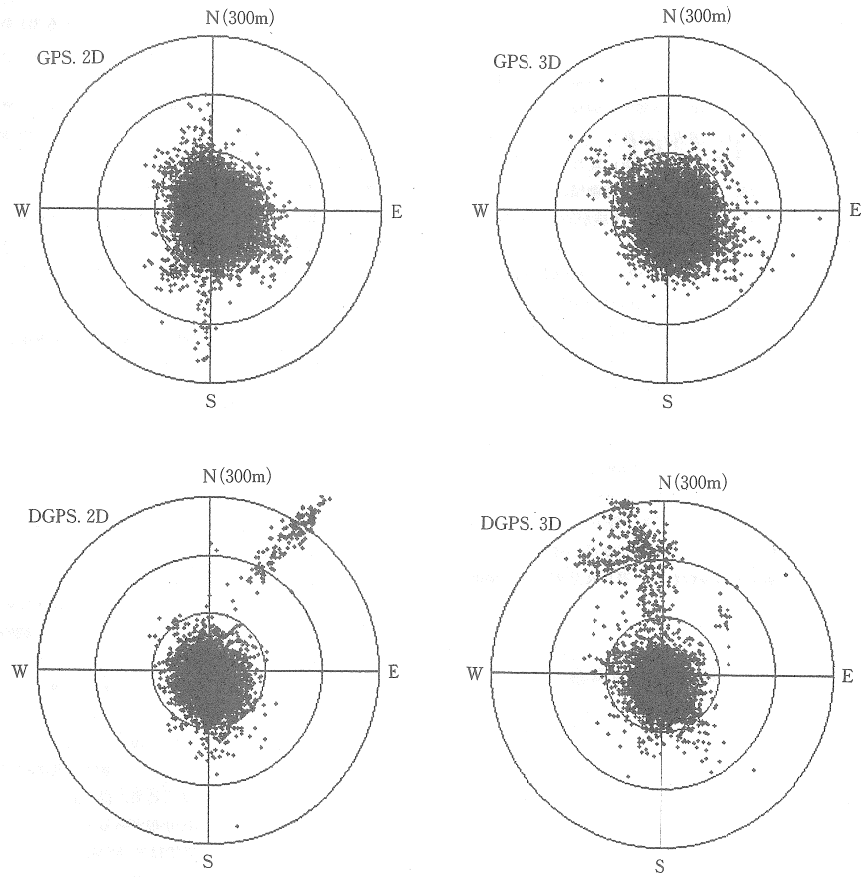 N(300m)
GPS. 2D
W
E
S
N(300m)
GPS. 3D
W
E
S
N(300m)
DGPS. 2D
W
E
S
N(300m)
DGPS. 3D
W
E
S